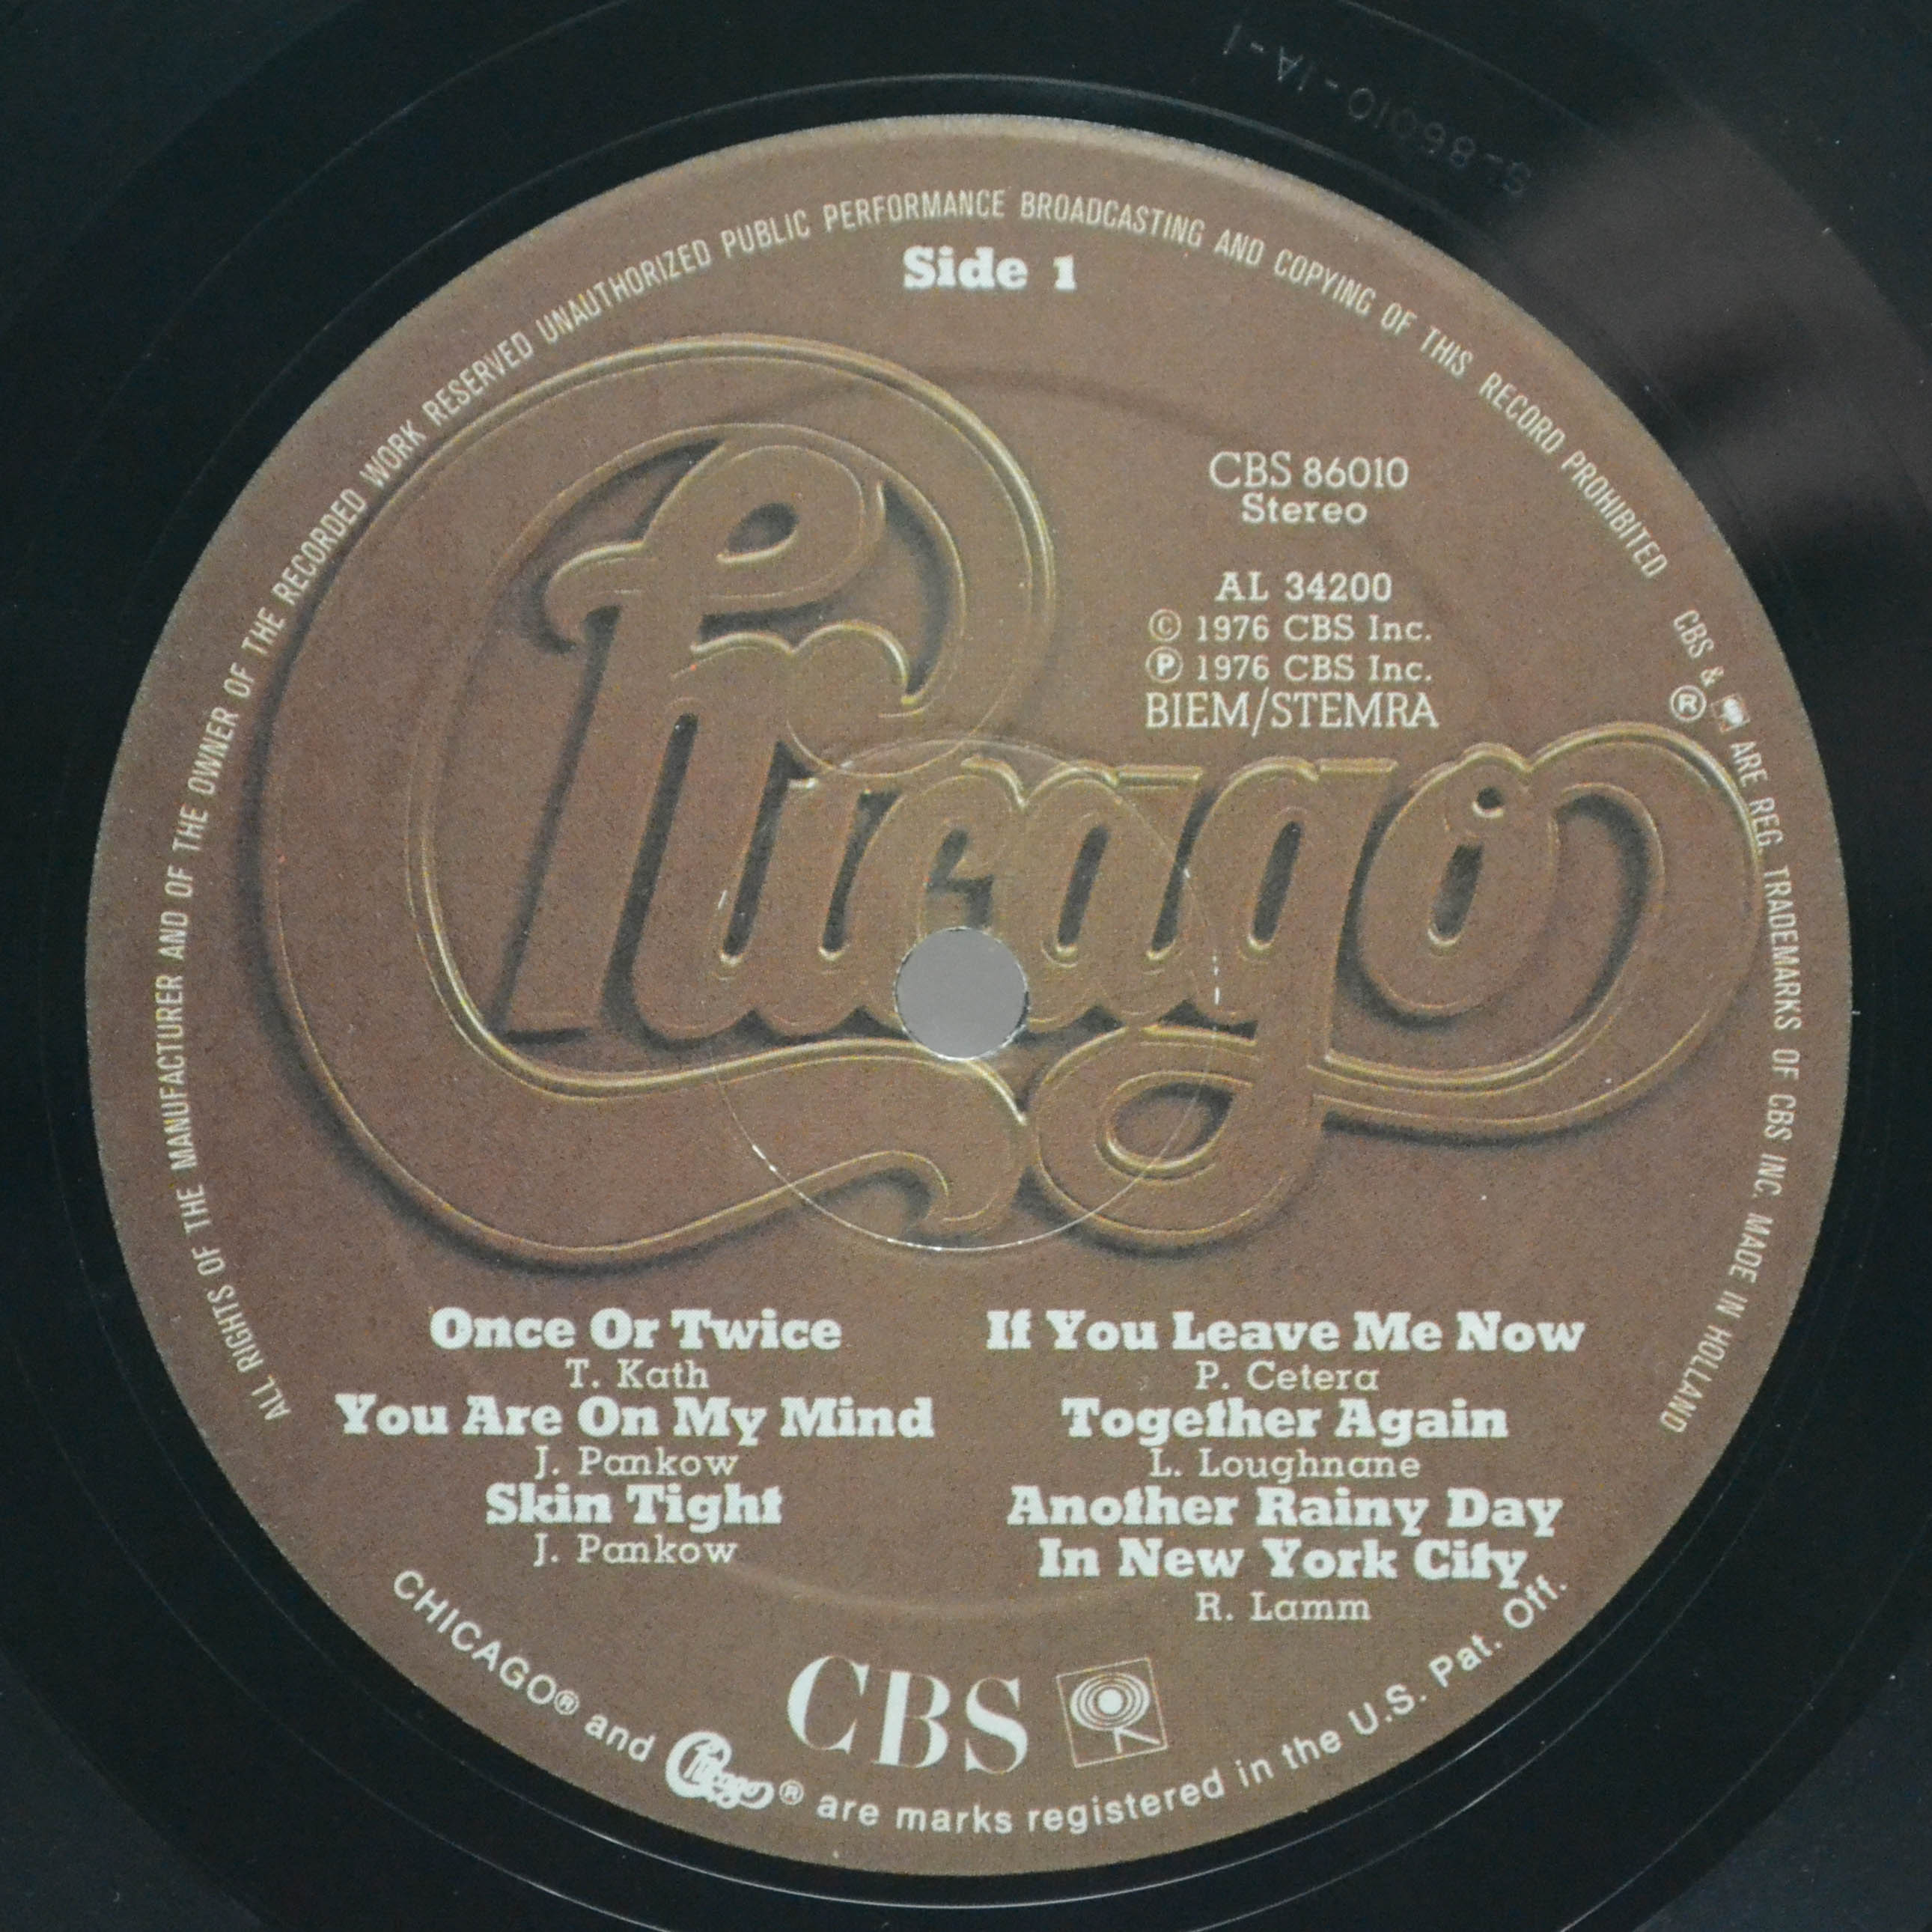 S-86010-1A-1
ALL RIGHTS OF THE MANUFACTURER AND OF THE OWNER OF THE RECORDED WORK RESERVED UNAUTHORIZED PUBLIC PERFORMANCE BROADCASTING AND COPYING OF THIS RECORD PROHIBITED
CBS & ® ARE REG. TRADEMARKS OF CBS INC. MADE IN HOLLAND
Side 1
Chicago
CBS 86010
Stereo
AL 34200
© 1976 CBS Inc.
℗ 1976 CBS Inc.
BIEM/STEMRA
Once Or Twice
T. Kath
You Are On My Mind
J. Pankow
Skin Tight
J. Pankow
If You Leave Me Now
P. Cetera
Together Again
L. Loughnane
Another Rainy Day
In New York City
R. Lamm
CBS
CHICAGO® and Chicago® are marks registered in the U.S. Pat. Off.